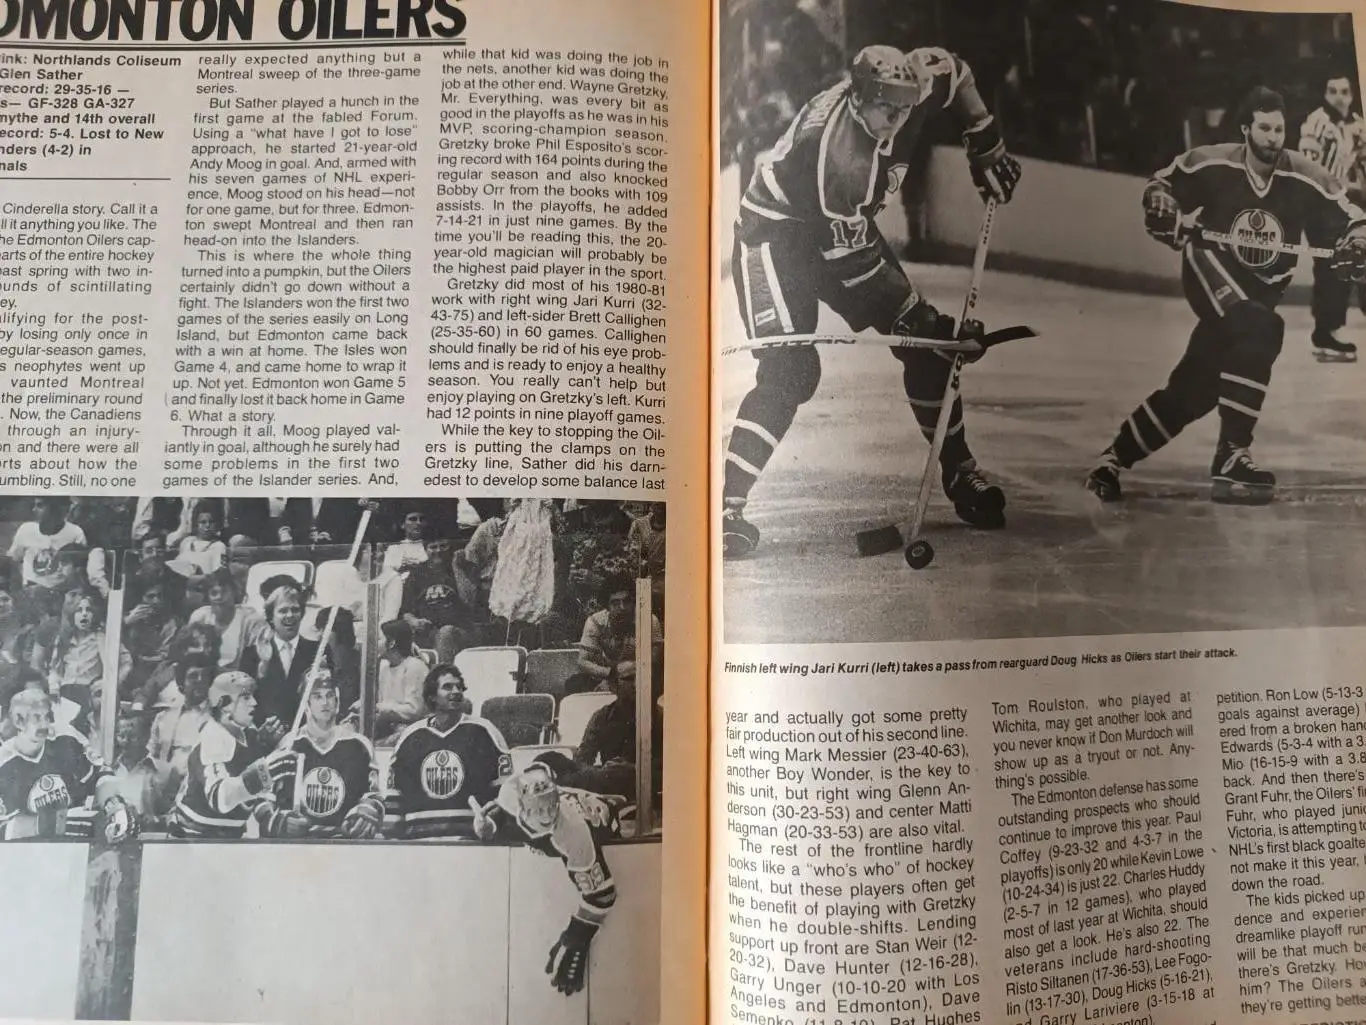 DMONTON OILERS
ink: Northlands Coliseum
Glen Sather
record: 29-35-16 —
s— GF-328 GA-327
mythe and 14th overall
ecord: 5-4. Lost to New
nders (4-2) in
nals
Cinderella story. Call it a
ll it anything you like. The
he Edmonton Oilers cap-
arts of the entire hockey
past spring with two in-
ounds of scintillating
ey.
alifying for the post-
by losing only once in
egular-season games,
s neophytes went up
vaunted Montreal
the preliminary round
. Now, the Canadiens
through an injury-
on and there were all
orts about how the
umbling. Still, no one
really expected anything but a
Montreal sweep of the three-game
series.
But Sather played a hunch in the
first game at the fabled Forum.
Using a "what have I got to lose"
approach, he started 21-year-old
Andy Moog in goal. And, armed with
his seven games of NHL experi-
ence, Moog stood on his head—not
for one game, but for three. Edmon-
ton swept Montreal and then ran
head-on into the Islanders.
This is where the whole thing
turned into a pumpkin, but the Oilers
certainly didn't go down without a
fight. The Islanders won the first two
games of the series easily on Long
Island, but Edmonton came back
with a win at home. The Isles won
Game 4, and came home to wrap it
up. Not yet. Edmonton won Game 5
and finally lost it back home in Game
6. What a story.
Through it all, Moog played val-
iantly in goal, although he surely had
some problems in the first two
games of the Islander series. And,
while that kid was doing the job in
the nets, another kid was doing the
job at the other end. Wayne Gretzky,
Mr. Everything, was every bit as
good in the playoffs as he was in his
MVP, scoring-champion season.
Gretzky broke Phil Esposito's scor-
ing record with 164 points during the
regular season and also knocked
Bobby Orr from the books with 109
assists. In the playoffs, he added
7-14-21 in just nine games. By the
time you'll be reading this, the 20-
year-old magician will probably be
the highest paid player in the sport.
Gretzky did most of his 1980-81
work with right wing Jari Kurri (32-
43-75) and left-sider Brett Callighen
(25-35-60) in 60 games. Callighen
should finally be rid of his eye prob-
lems and is ready to enjoy a healthy
season. You really can't help but
enjoy playing on Gretzky's left. Kurri
had 12 points in nine playoff games.
While the key to stopping the Oil-
ers is putting the clamps on the
Gretzky line, Sather did his darn-
edest to develop some balance last
OILERS
OILERS
OILERS
99
17
OILERS
Finnish left wing Jari Kurri (left) takes a pass from rearguard Doug Hicks as Oilers start their attack.
year and actually got some pretty
fair production out of his second line.
Left wing Mark Messier (23-40-63),
another Boy Wonder, is the key to
this unit, but right wing Glenn An-
derson (30-23-53) and center Matti
Hagman (20-33-53) are also vital.
The rest of the frontline hardly
looks like a "who's who" of hockey
talent, but these players often get
the benefit of playing with Gretzky
when he double-shifts. Lending
support up front are Stan Weir (12-
20-32), Dave Hunter (12-16-28),
Garry Unger (10-10-20 with Los
Angeles and Edmonton), Dave
Semenko (11-8-19), Pat Hughes
Tom Roulston, who played at
Wichita, may get another look and
you never know if Don Murdoch will
show up as a tryout or not. Any-
thing's possible.
The Edmonton defense has some
outstanding prospects who should
continue to improve this year. Paul
Coffey (9-23-32 and 4-3-7 in the
playoffs) is only 20 while Kevin Lowe
(10-24-34) is just 22. Charles Huddy
(2-5-7 in 12 games), who played
most of last year at Wichita, should
also get a look. He's also 22. The
veterans include hard-shooting
Risto Siltanen (17-36-53), Lee Fogo-
lin (13-17-30), Doug Hicks (5-16-21),
Garry Lariviere (3-15-18 at
petition. Ron Low (5-13-3
goals against average)
ered from a broken hand
Edwards (5-3-4 with a 3.
Mio (16-15-9 with a 3.8
back. And then there's
Grant Fuhr, the Oilers' fi
Fuhr, who played juni
Victoria, is attempting to
NHL's first black goalte
not make it this year,
down the road.
The kids picked up
dence and experien
dreamlike playoff run
will be that much be
there's Gretzky. Ho
him? The Oilers a
they're getting bette